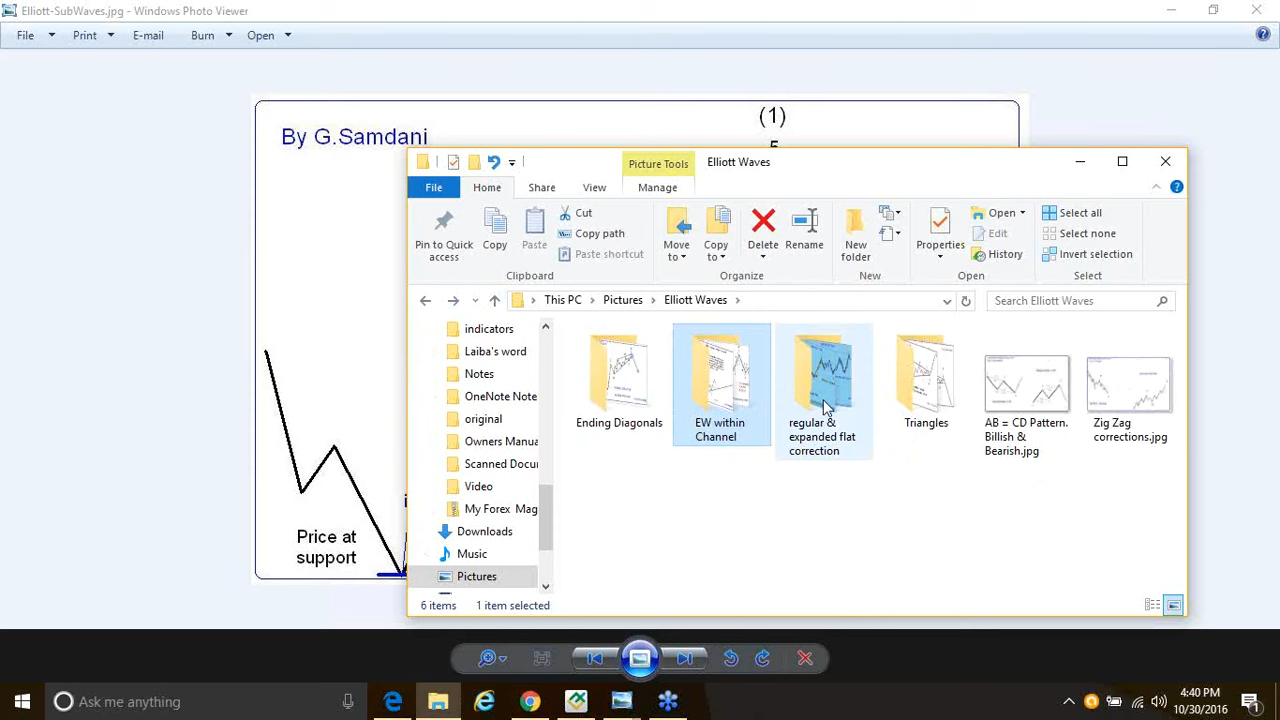 Elliott-SubWaves.jpg - Windows Photo Viewer
File Print E-mail Burn Open
By G.Samdani
(1)
5
Price at
support
Picture Tools Elliott Waves
File Home Share View Manage
Pin to Quick
access
Copy
Paste
Cut
Copy path
Paste shortcut
Clipboard
Move
to
Copy
to
Delete
Rename
Organize
New
folder
New
Properties
Open
Edit
History
Open
Select all
Select none
Invert selection
Select
This PC Pictures Elliott Waves
Search Elliott Waves
indicators
Laiba's word
Notes
OneNote Note
original
Owners Manua
Scanned Docu
Video
My Forex Mag
Downloads
Music
Pictures
Ending Diagonals
EW within
Channel
regular &
expanded flat
correction
Triangles
AB = CD Pattern.
Billish &
Bearish.jpg
Zig Zag
corrections.jpg
6 items 1 item selected
Ask me anything
4:40 PM
10/30/2016